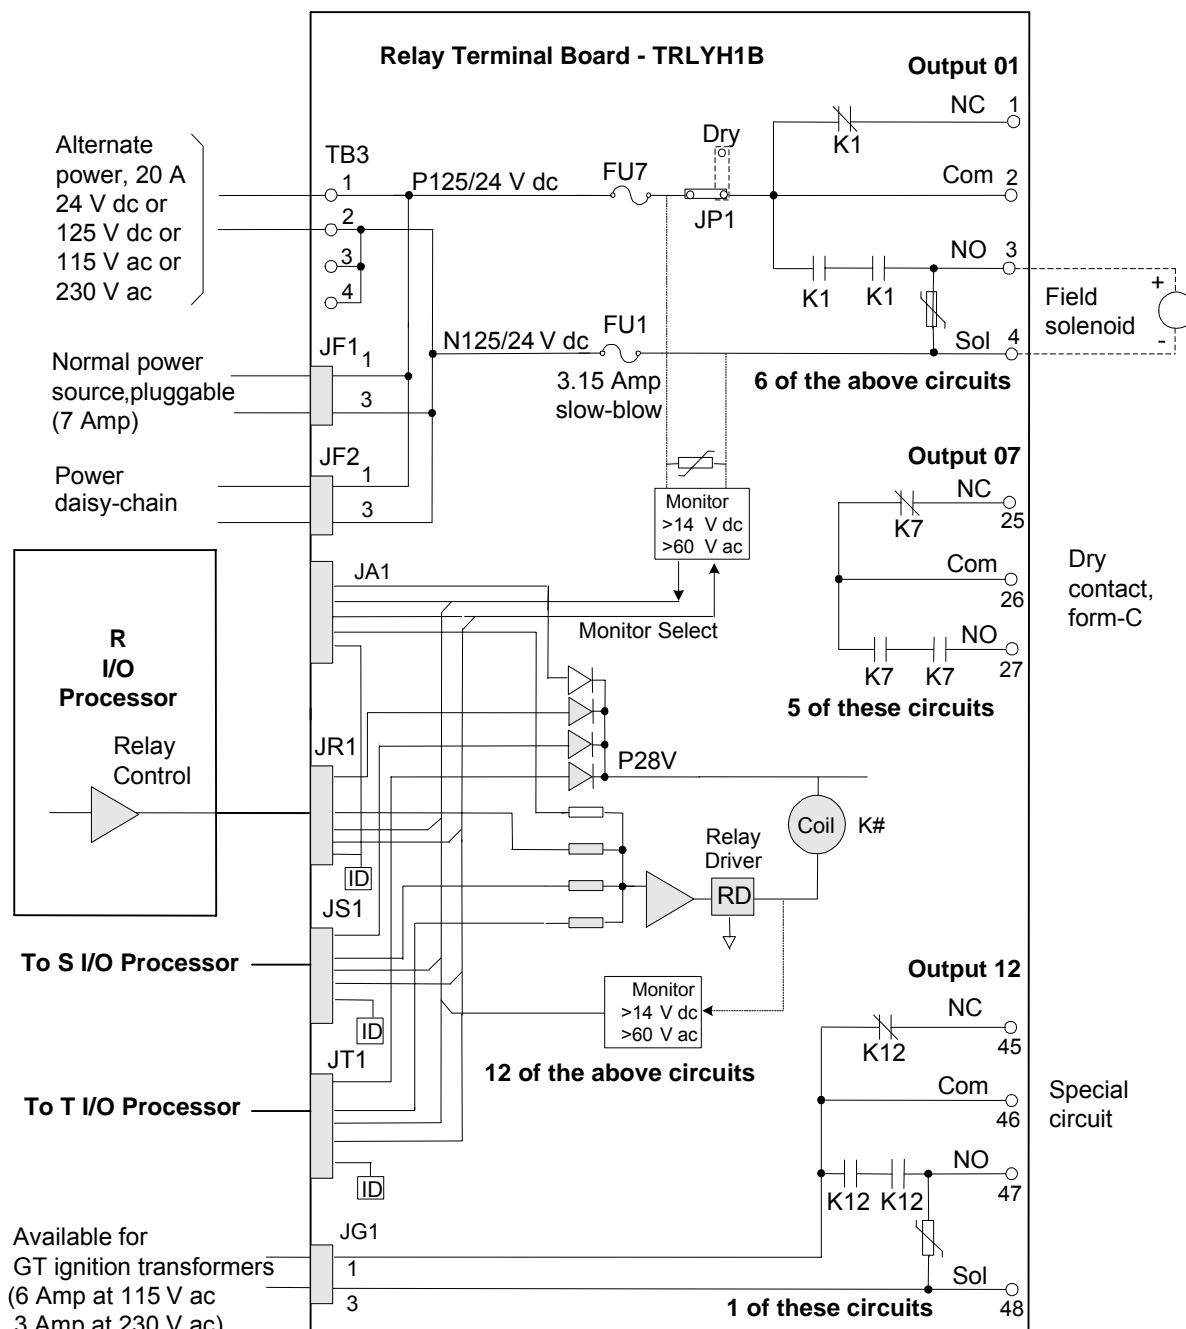 Relay Terminal Board - TRLYH1B
Output 01
NC 1
K1
Alternate
power, 20 A
24 V dc or
125 V dc or
115 V ac or
230 V ac
TB3
1
2
3
4
P125/24 V dc
FU7
Dry
JP1
Com 2
NO 3
K1 K1
+
Field
solenoid
-
Sol 4
N125/24 V dc
FU1
3.15 Amp
slow-blow
6 of the above circuits
JF1
1
3
Normal power
source,pluggable
(7 Amp)
JF2
1
3
Power
daisy-chain
Monitor
>14 V dc
>60 V ac
Monitor Select
Output 07
NC
25
K7
Com
26
NO
27
K7 K7
5 of these circuits
Dry
contact,
form-C
JA1
R
I/O
Processor
Relay
Control
JR1
ID
P28V
Coil K#
Relay
Driver
RD
JS1
To S I/O Processor
ID
Monitor
>14 V dc
>60 V ac
12 of the above circuits
JT1
To T I/O Processor
ID
Output 12
NC
45
K12
Com
46
NO
47
K12 K12
Special
circuit
Available for
GT ignition transformers
(6 Amp at 115 V ac
3 Amp at 230 V ac)
JG1
1
3
Sol
48
1 of these circuits